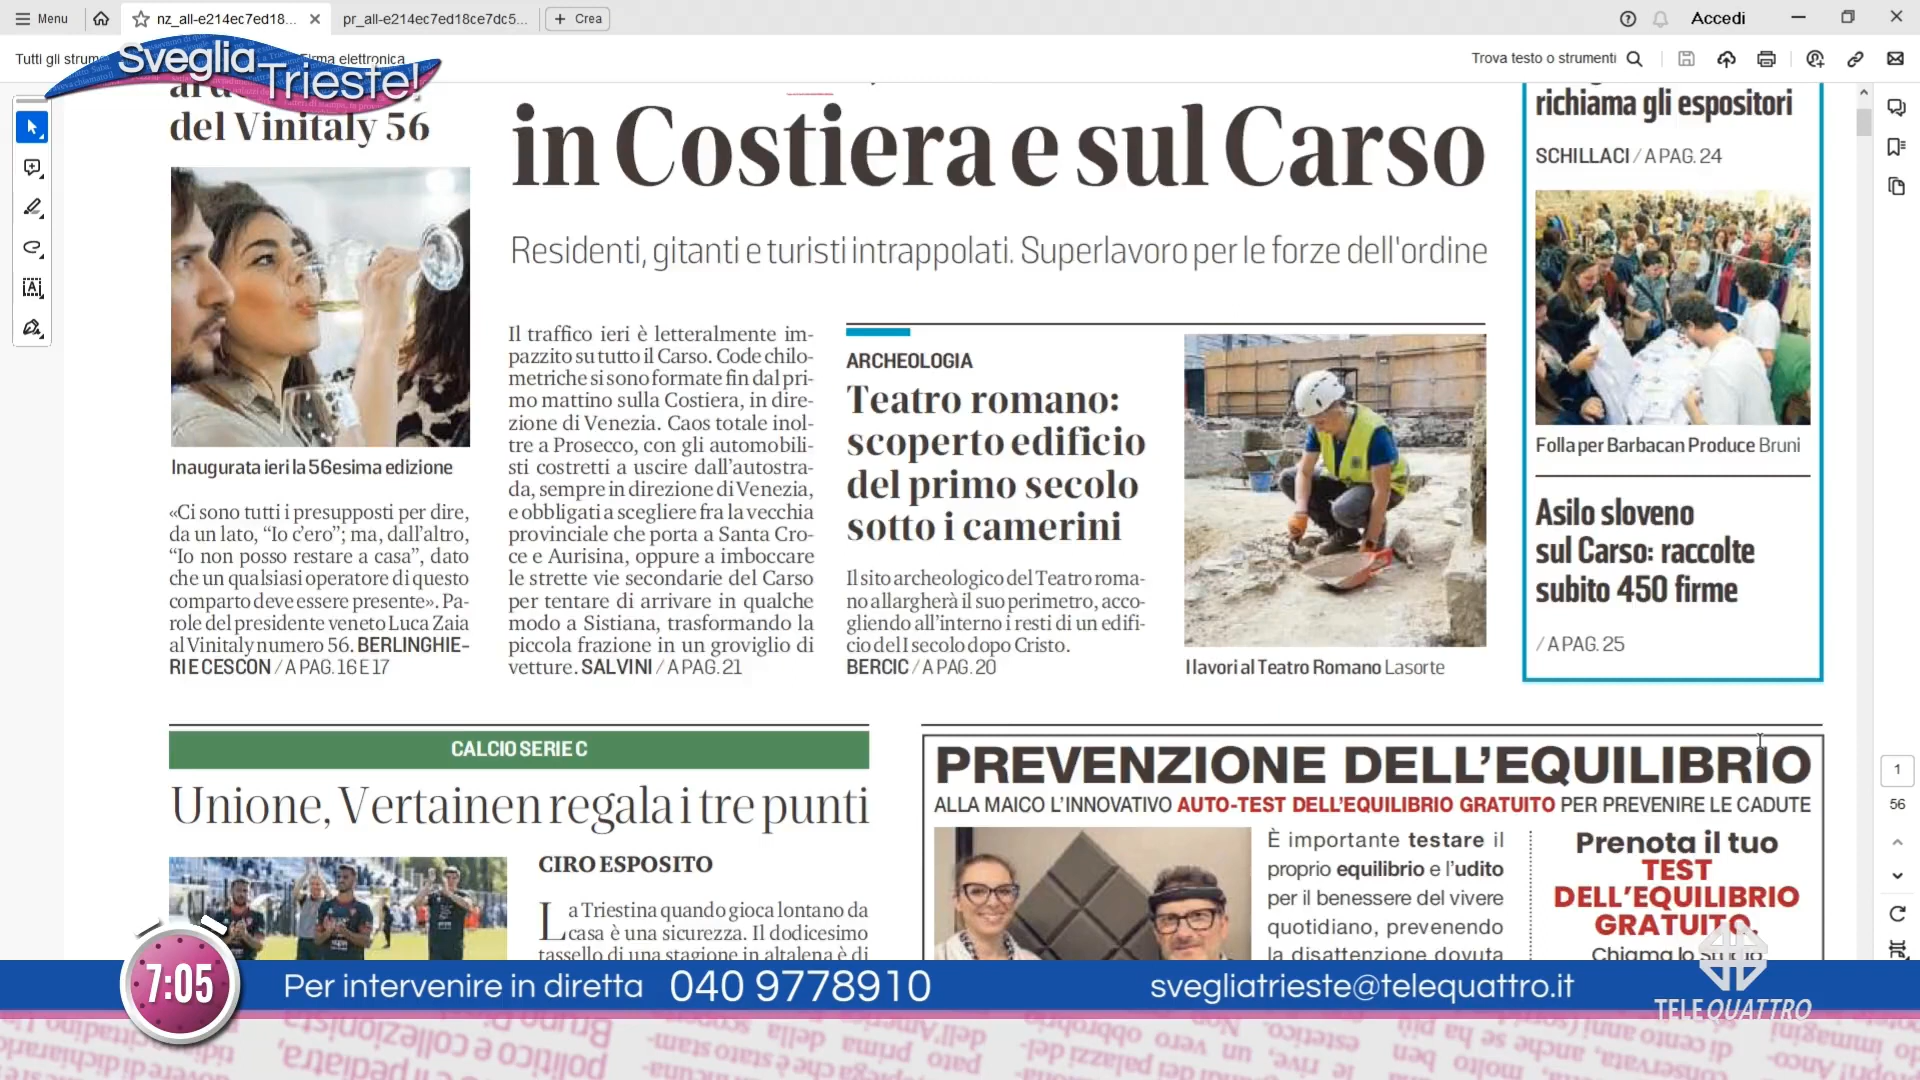 Menu
nz_all-e214ec7ed18...
pr_all-e214ec7ed18ce7dc5...
Crea
Accedi
Tutti gli
Firma elettronica
Trova testo o strumenti
Sveglia
Trieste!
del Vinitaly 56
Inaugurata ieri la 56esima edizione
«Ci sono tutti i presupposti per dire,
da un lato, “Io c’ero”; ma, dall’altro,
“Io non posso restare a casa”, dato
che un qualsiasi operatore di questo
comparto deve essere presente». Pa-
role del presidente veneto Luca Zaia
al Vinitaly numero 56. BERLINGHIE-
RI E CESCON / A PAG. 16 E 17
in Costiera e sul Carso
Residenti, gitanti e turisti intrappolati. Superlavoro per le forze dell'ordine
Il traffico ieri è letteralmente im-
pazzito su tutto il Carso. Code chilo-
metriche si sono formate fin dal pri-
mo mattino sulla Costiera, in dire-
zione di Venezia. Caos totale inol-
tre a Prosecco, con gli automobili-
sti costretti a uscire dall’autostra-
da, sempre in direzione di Venezia,
e obbligati a scegliere fra la vecchia
provinciale che porta a Santa Cro-
ce e Aurisina, oppure a imboccare
le strette vie secondarie del Carso
per tentare di arrivare in qualche
modo a Sistiana, trasformando la
piccola frazione in un groviglio di
vetture. SALVINI / A PAG. 21
ARCHEOLOGIA
Teatro romano:
scoperto edificio
del primo secolo
sotto i camerini
Il sito archeologico del Teatro roma-
no allargherà il suo perimetro, acco-
gliendo all’interno i resti di un edifi-
cio del I secolo dopo Cristo.
BERCIC / A PAG. 20
I lavori al Teatro Romano Lasorte
richiama gli espositori
SCHILLACI / A PAG. 24
Folla per Barbacan Produce Bruni
Asilo sloveno
sul Carso: raccolte
subito 450 firme
/ A PAG. 25
CALCIO SERIE C
Unione, Vertainen regala i tre punti
CIRO ESPOSITO
La Triestina quando gioca lontano da
casa è una sicurezza. Il dodicesimo
tassello di una stagione in altalena è di
PREVENZIONE DELL’EQUILIBRIO
ALLA MAICO L’INNOVATIVO AUTO-TEST DELL’EQUILIBRIO GRATUITO PER PREVENIRE LE CADUTE
È importante testare il
proprio equilibrio e l’udito
per il benessere del vivere
quotidiano, prevenendo
la disattenzione dovuta
Prenota il tuo
TEST
DELL’EQUILIBRIO
GRATUITO.
Chiama lo Studio
1
56
7:05
Per intervenire in diretta 040 9778910
svegliatrieste@telequattro.it
TELEQUATTRO